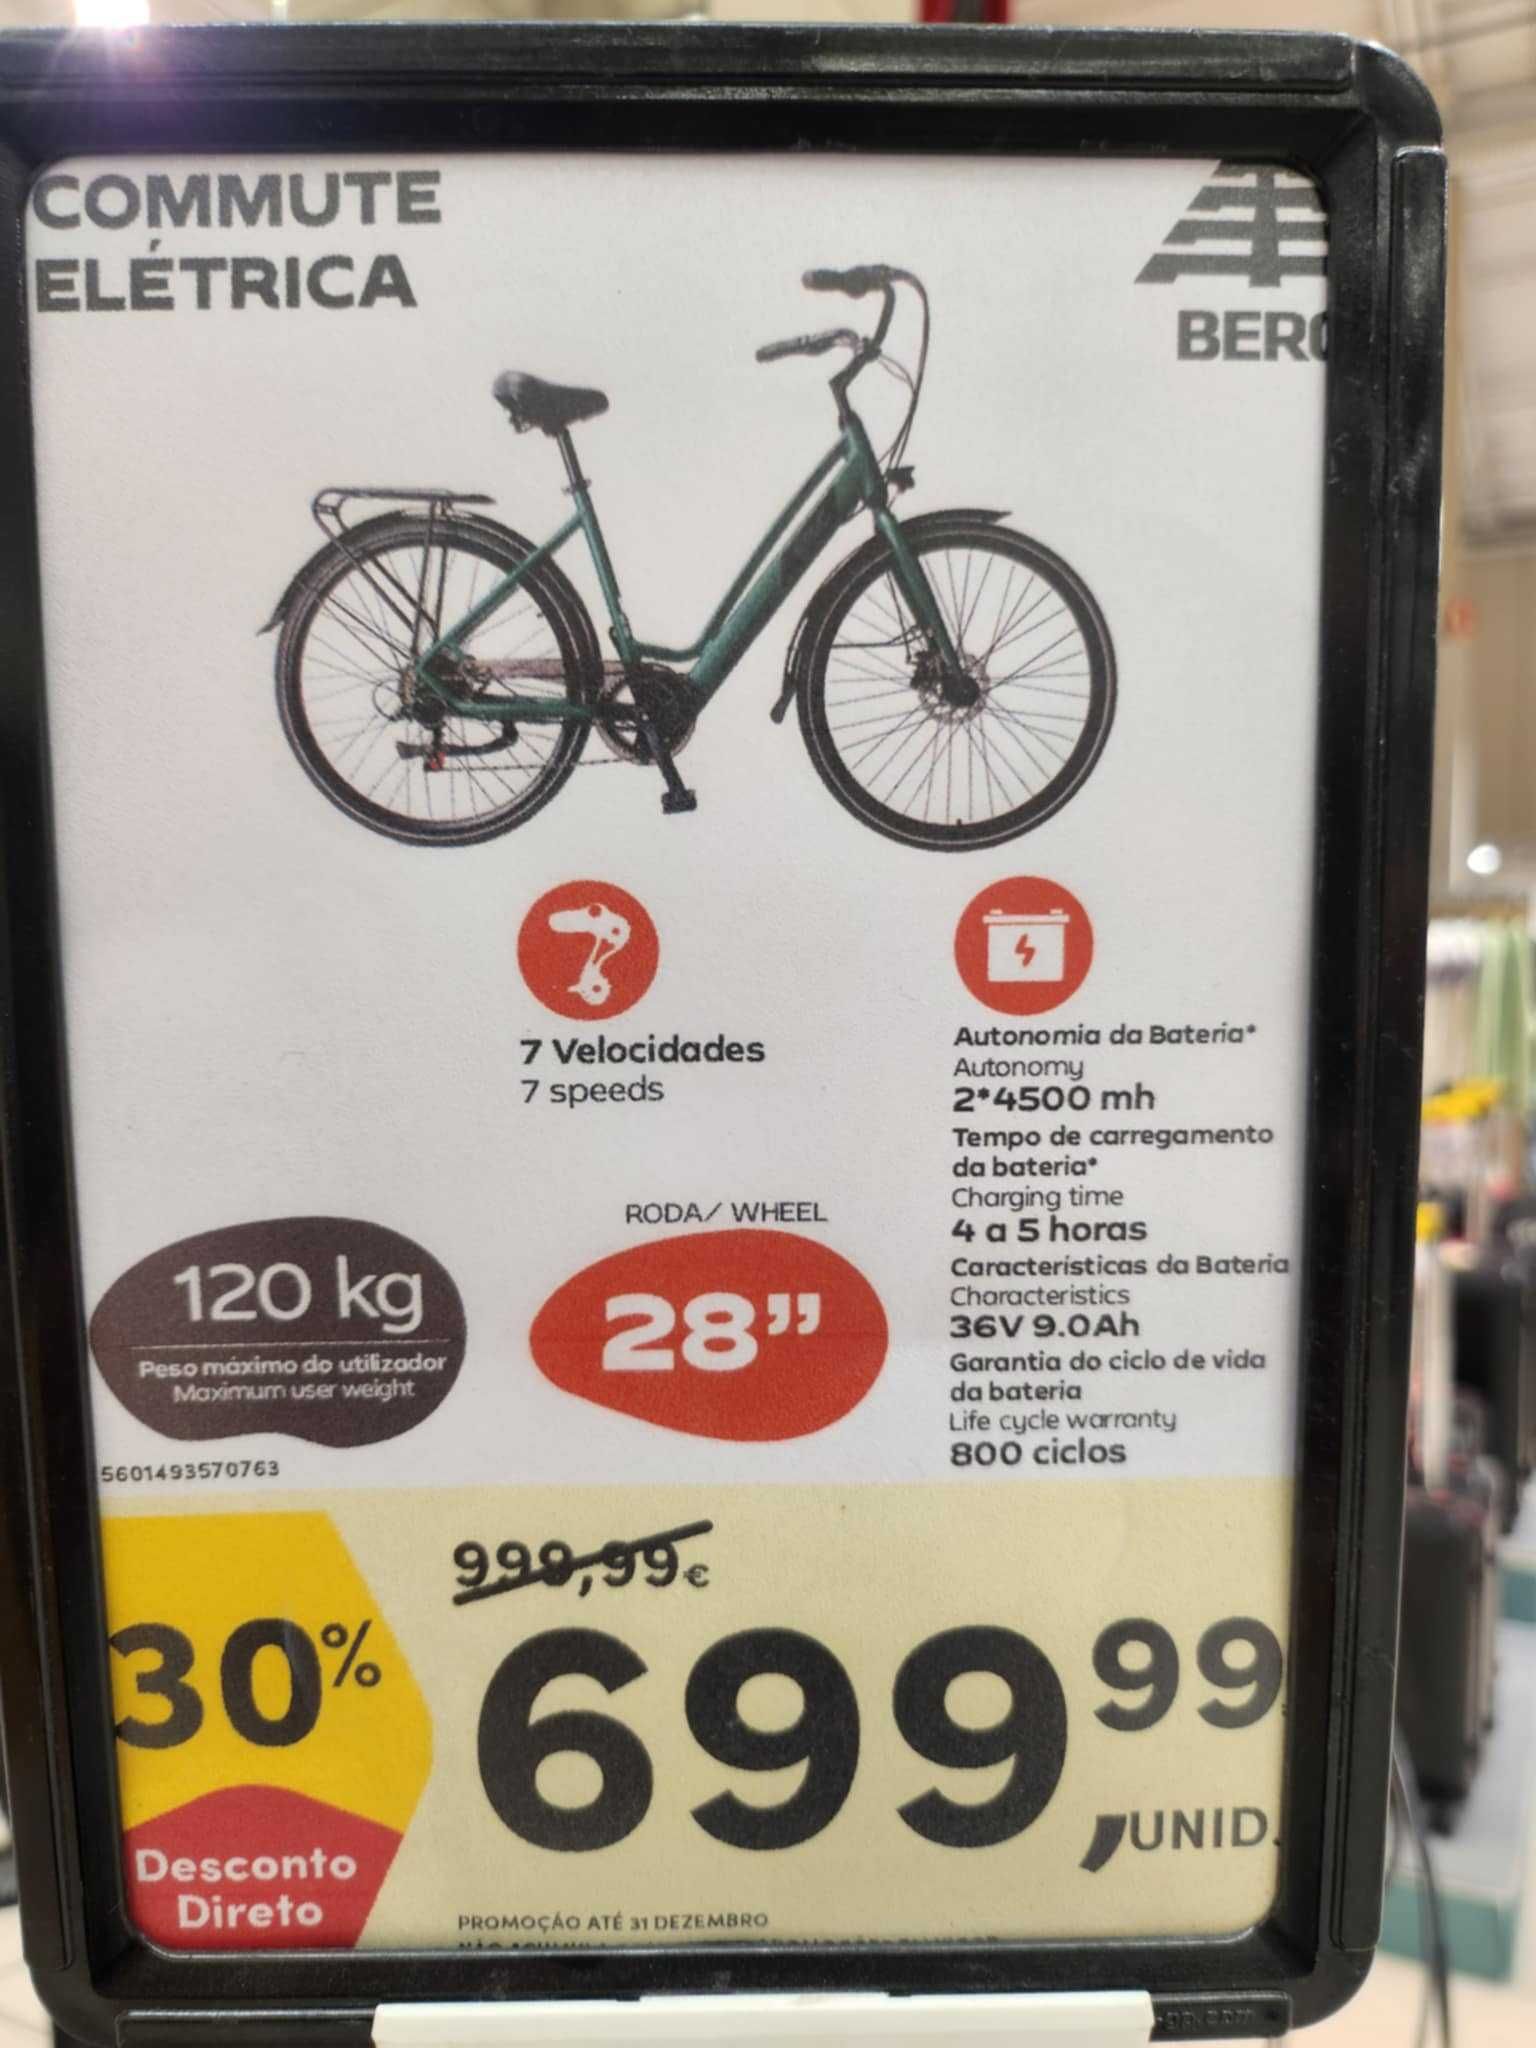 COMMUTE
ELÉTRICA
BERG
7 Velocidades
7 speeds
Autonomia da Bateria*
Autonomy
2*4500 mh
Tempo de carregamento
da bateria*
Charging time
4 a 5 horas
Características da Bateria
Characteristics
36V 9.0Ah
Garantia do ciclo de vida
da bateria
Life cycle warranty
800 ciclos
RODA/ WHEEL
28”
120 kg
Peso máximo do utilizador
Maximum user weight
5601493570763
30%
Desconto
Direto
999,99€
699,99
UNID.
PROMOÇÃO ATÉ 31 DEZEMBRO